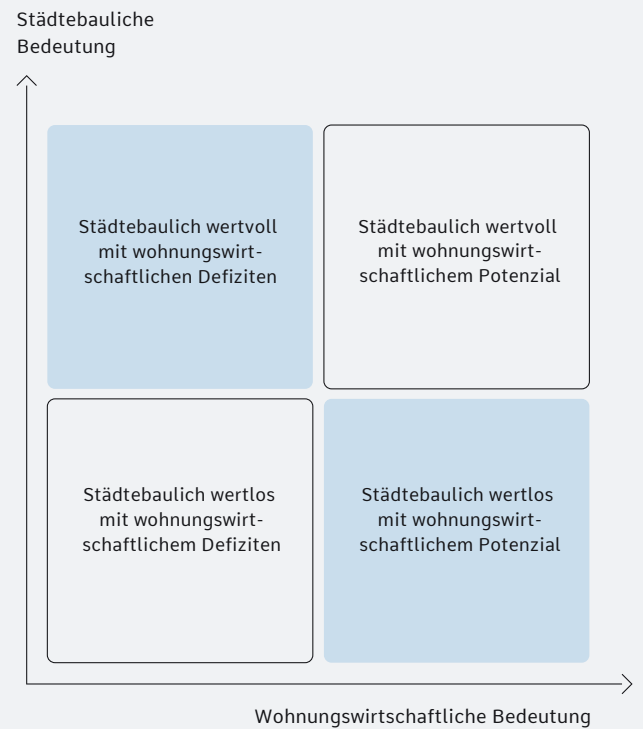 Städtebauliche
Bedeutung
Städtebaulich wertvoll
mit wohnungswirt-
schaftlichen Defiziten
Städtebaulich wertvoll
mit wohnungswirt-
schaftlichem Potenzial
Städtebaulich wertlos
mit wohnungswirt-
schaftlichem Defiziten
Städtebaulich wertlos
mit wohnungswirt-
schaftlichem Potenzial
Wohnungswirtschaftliche Bedeutung